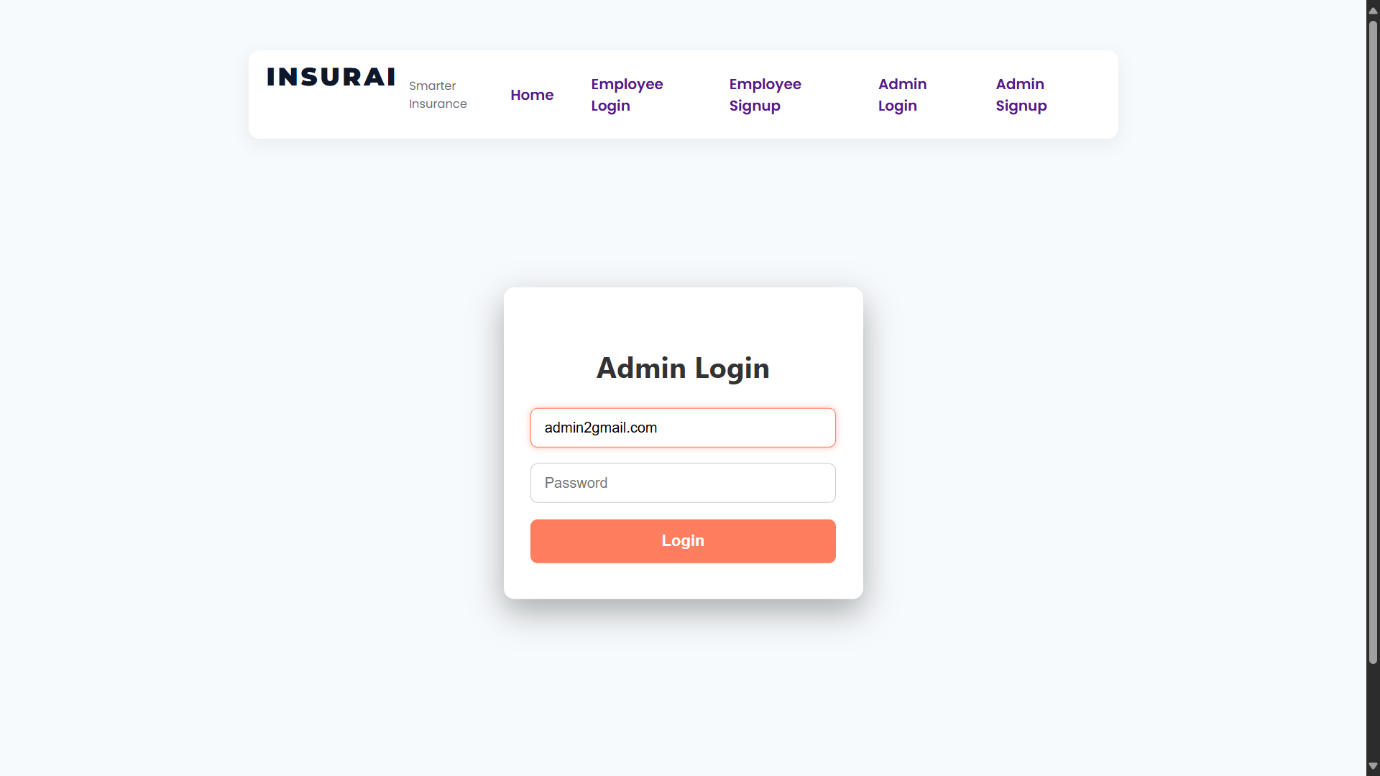 INSURAI
Smarter
Insurance
Home
Employee
Login
Employee
Signup
Admin
Login
Admin
Signup
Admin Login
admin2gmail.com
Password
Login